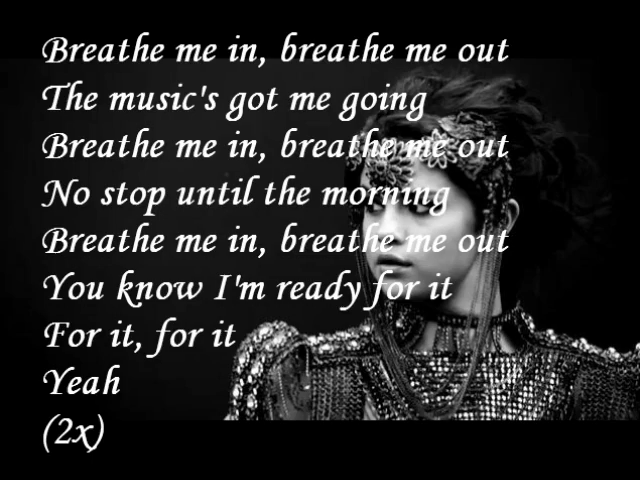 Breathe me in, breathe me out
The music's got me going
Breathe me in, breathe me out
No stop until the morning
Breathe me in, breathe me out
You know I'm ready for it
For it, for it
Yeah
(2x)